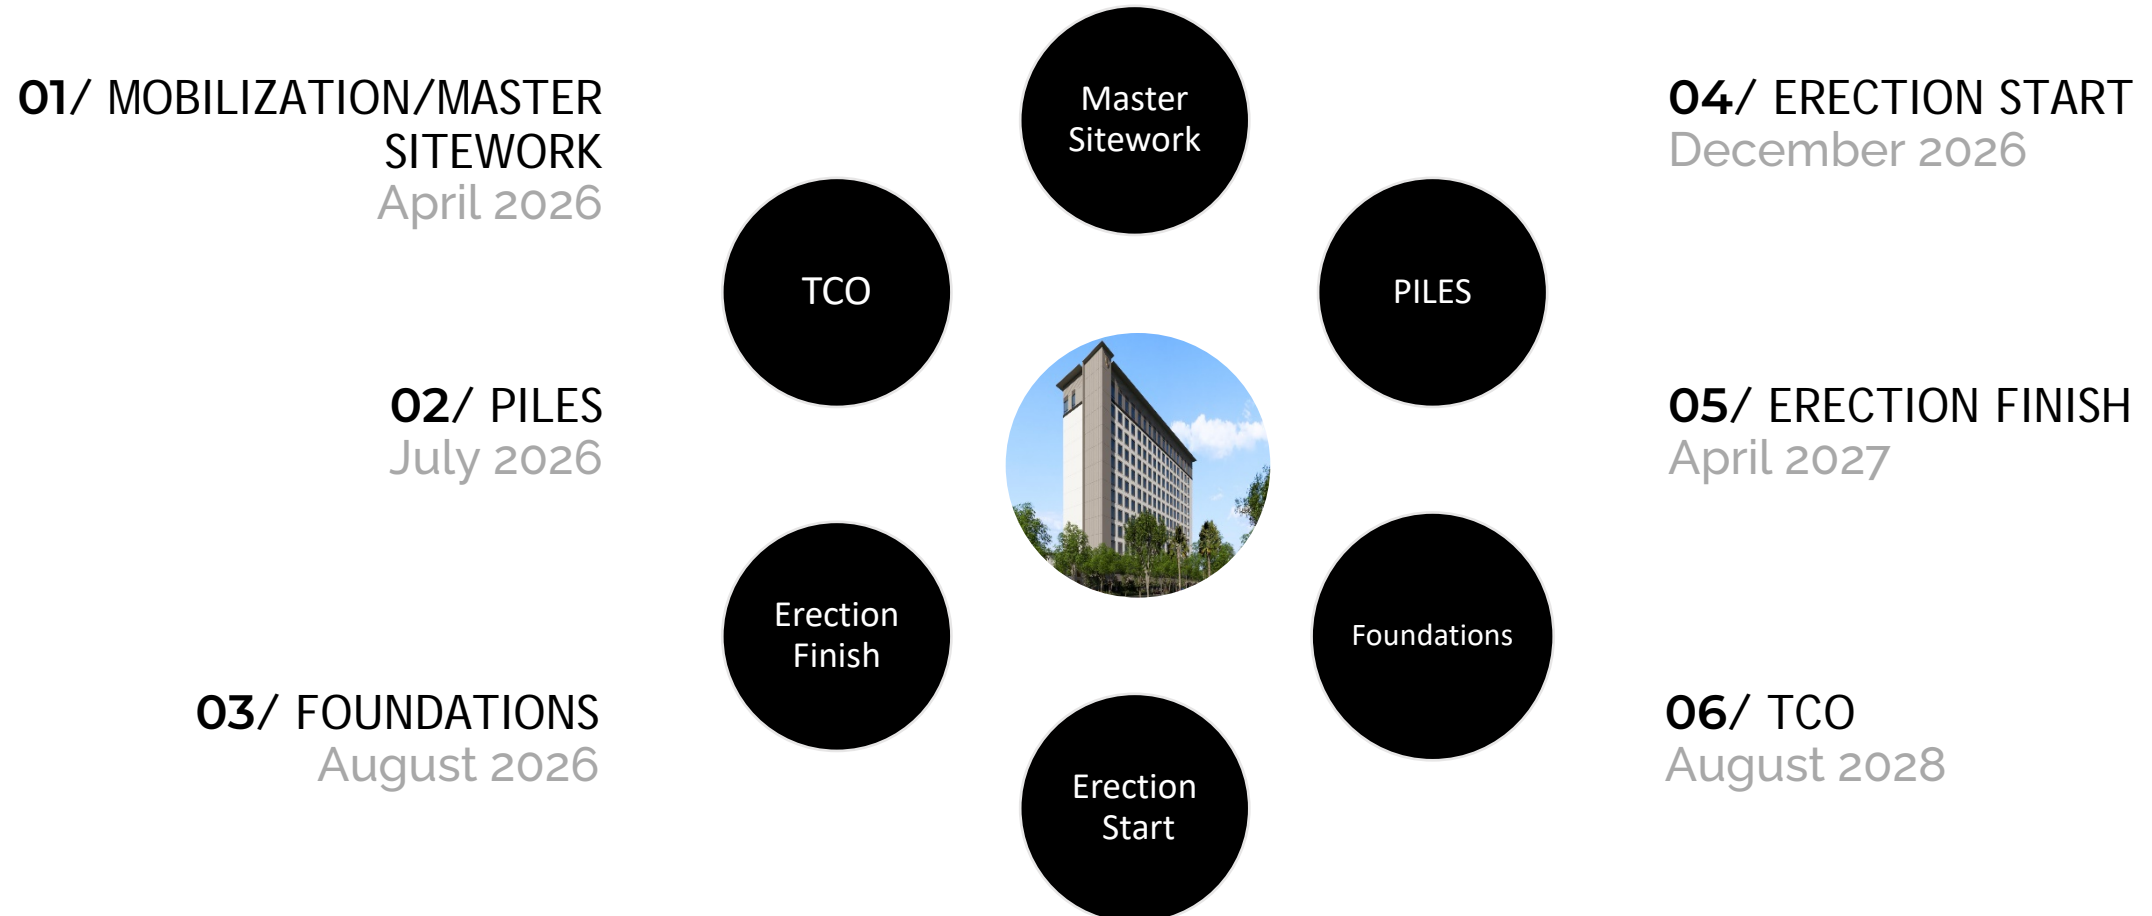 01/ MOBILIZATION/MASTER
SITEWORK
April 2026
02/ PILES
July 2026
03/ FOUNDATIONS
August 2026
Master
Sitework
PILES
Foundations
Erection
Start
Erection
Finish
TCO
04/ ERECTION START
December 2026
05/ ERECTION FINISH
April 2027
06/ TCO
August 2028